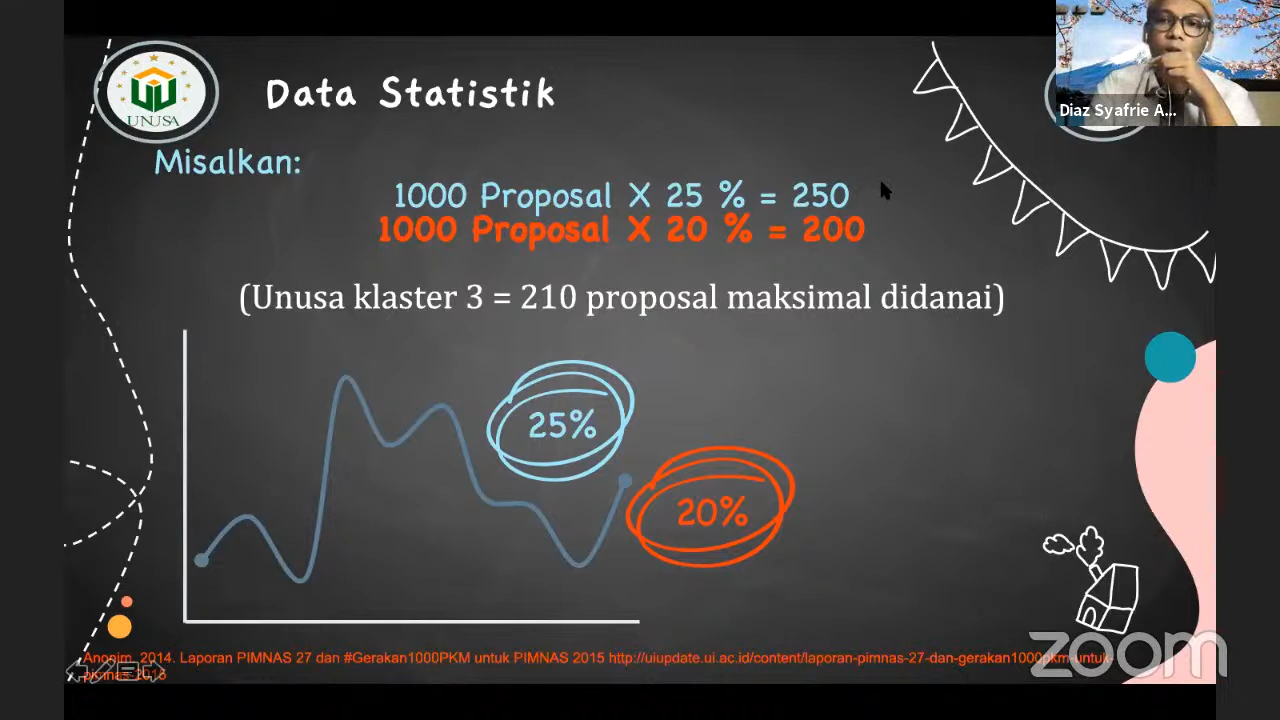 UNUSA
Data Statistik
Diaz Syafrie A...
Misalkan:
1000 Proposal X 25 % = 250
1000 Proposal X 20 % = 200
(Unusa klaster 3 = 210 proposal maksimal didanai)
25%
20%
zoom
Anonim. 2014. Laporan PIMNAS 27 dan #Gerakan1000PKM untuk PIMNAS 2015 http://uiupdate.ui.ac.id/content/laporan-pimnas-27-dan-gerakan1000pkm-untuk-
pimnas-2015